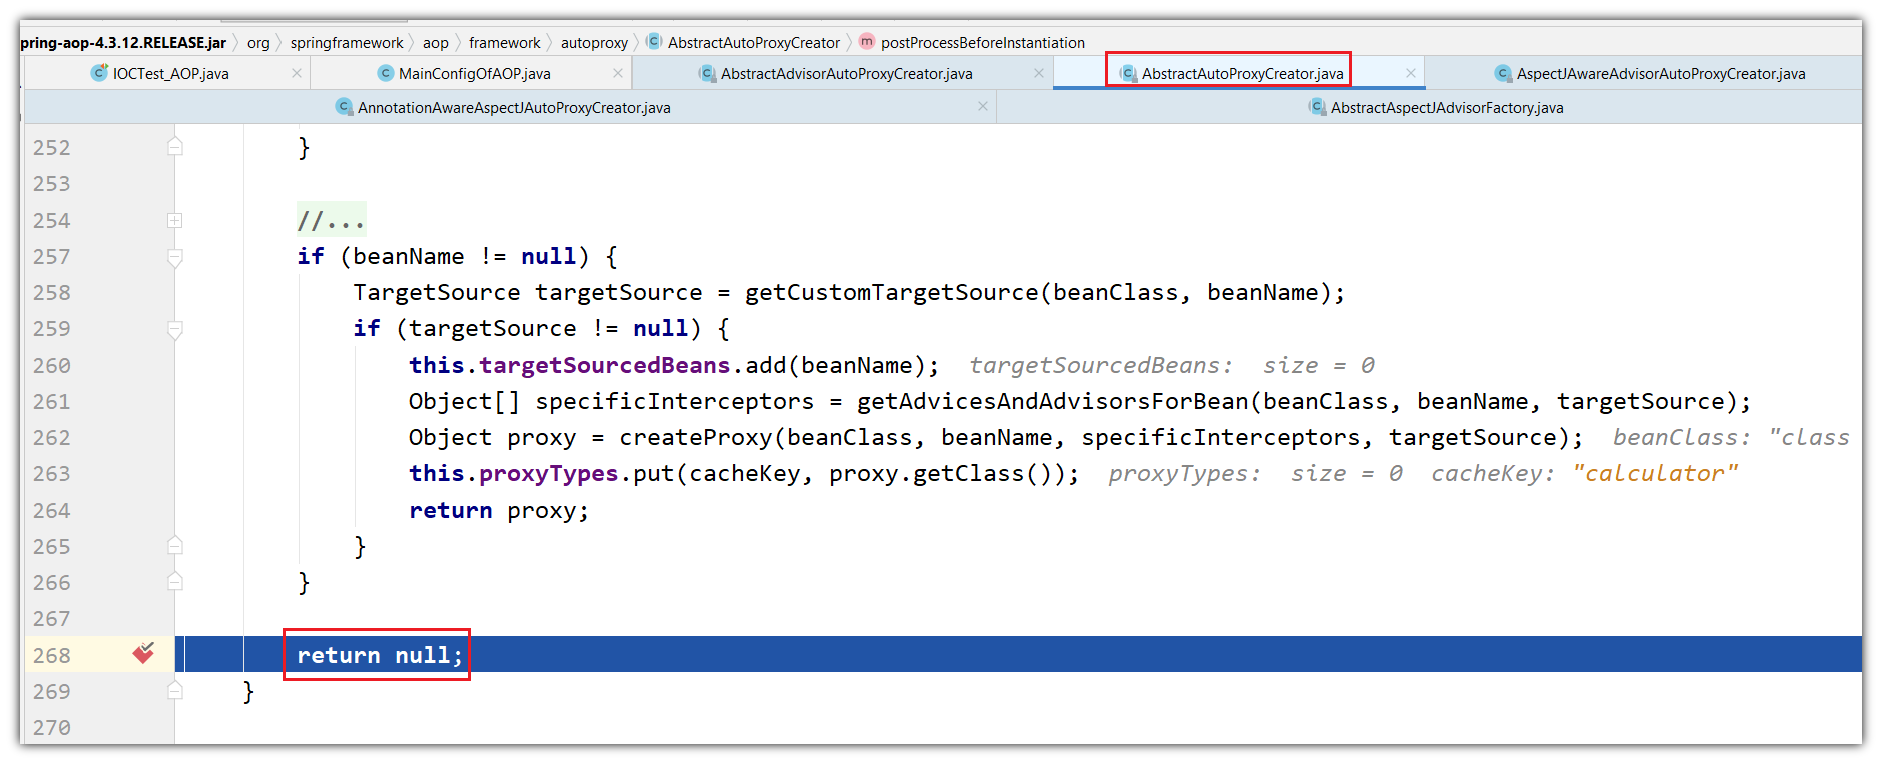 pring-aop-4.3.12.RELEASE.jar org springframework aop framework autoproxy AbstractAutoProxyCreator postProcessBeforeInstantiation
IOCTest_AOP.java MainConfigOfAOP.java AbstractAdvisorAutoProxyCreator.java AbstractAutoProxyCreator.java AspectJAwareAdvisorAutoProxyCreator.java
AnnotationAwareAspectJAutoProxyCreator.java AbstractAspectJAdvisorFactory.java
252 }
253
254 //...
257 if (beanName != null) {
258 TargetSource targetSource = getCustomTargetSource(beanClass, beanName);
259 if (targetSource != null) {
260 this.targetSourcedBeans.add(beanName); targetSourcedBeans: size = 0
261 Object[] specificInterceptors = getAdvicesAndAdvisorsForBean(beanClass, beanName, targetSource);
262 Object proxy = createProxy(beanClass, beanName, specificInterceptors, targetSource); beanClass: "class
263 this.proxyTypes.put(cacheKey, proxy.getClass()); proxyTypes: size = 0 cacheKey: "calculator"
264 return proxy;
265 }
266 }
267
268 return null;
269 }
270